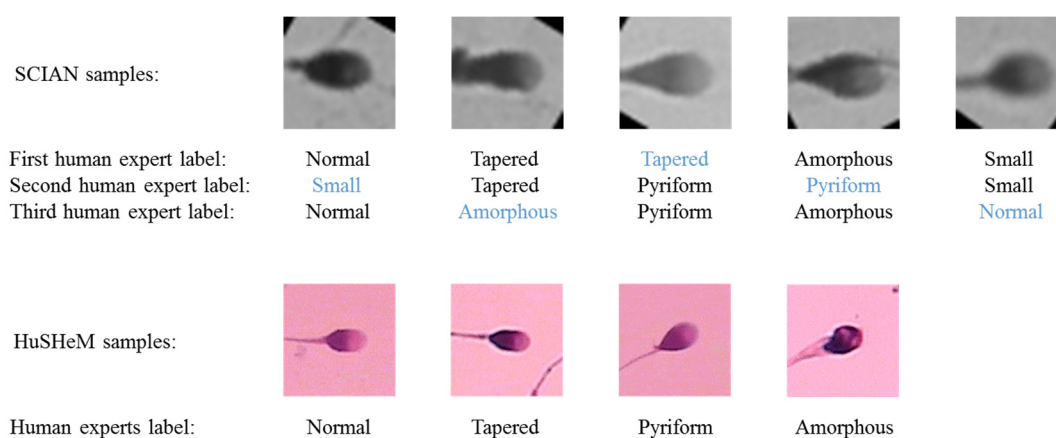 SCIAN samples:
First human expert label: Normal Tapered Tapered Amorphous Small
Second human expert label: Small Tapered Pyriform Pyriform Small
Third human expert label: Normal Amorphous Pyriform Amorphous Normal
HuSHeM samples:
Human experts label: Normal Tapered Pyriform Amorphous